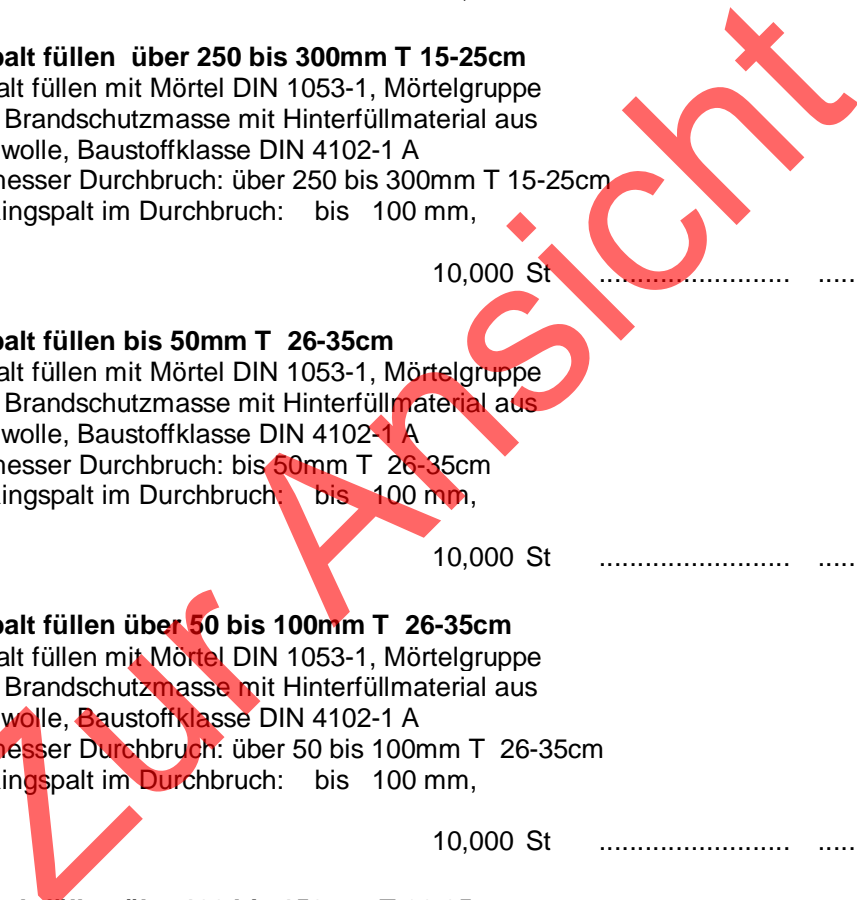 füllen über 250 bis 300mm T 15-25cm
füllen mit Mörtel DIN 1053-1, Mörtelgruppe
Brandschutzmasse mit Hinterfüllmaterial aus
wolle, Baustoffklasse DIN 4102-1 A
messer Durchbruch: über 250 bis 300mm T 15-25cm
ingspalt im Durchbruch: bis 100 mm,
10,000 St ......................... ......
palt füllen bis 50mm T 26-35cm
alt füllen mit Mörtel DIN 1053-1, Mörtelgruppe
Brandschutzmasse mit Hinterfüllmaterial aus
wolle, Baustoffklasse DIN 4102-1 A
messer Durchbruch: bis 50mm T 26-35cm
ingspalt im Durchbruch: bis 100 mm,
10,000 St ......................... ......
palt füllen über 50 bis 100mm T 26-35cm
alt füllen mit Mörtel DIN 1053-1, Mörtelgruppe
Brandschutzmasse mit Hinterfüllmaterial aus
wolle, Baustoffklasse DIN 4102-1 A
messer Durchbruch: über 50 bis 100mm T 26-35cm
ingspalt im Durchbruch: bis 100 mm,
10,000 St ......................... ......
Zur Ansicht